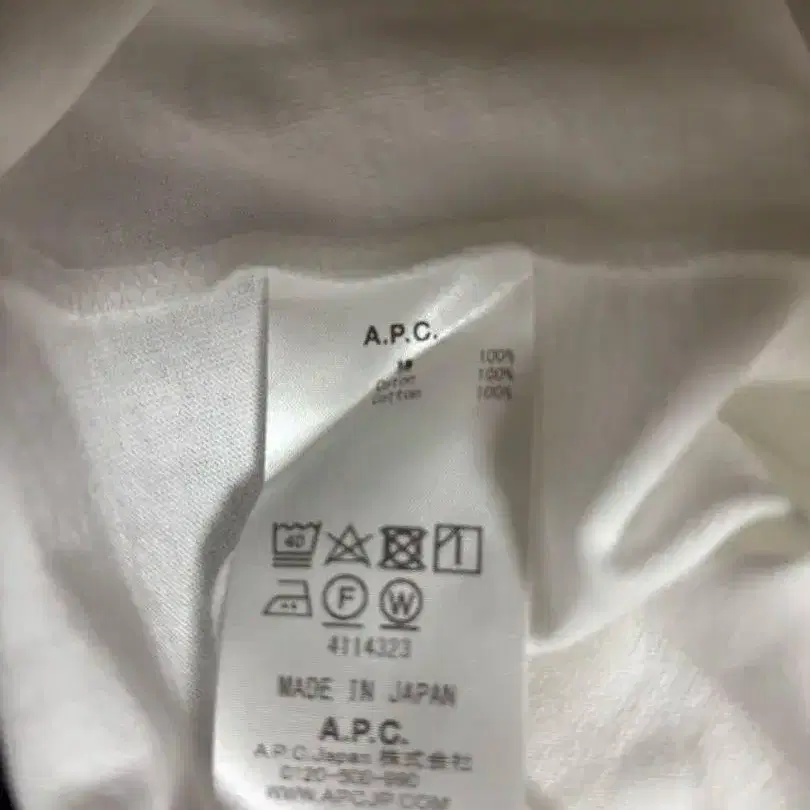 A.P.C.
綿 100%
Coton 100%
Cotton 100%
40
F W
4114323
MADE IN JAPAN
A.P.C.
A.P.C.Japan 株式会社
0120-500-990
WWW.APCJP.COM